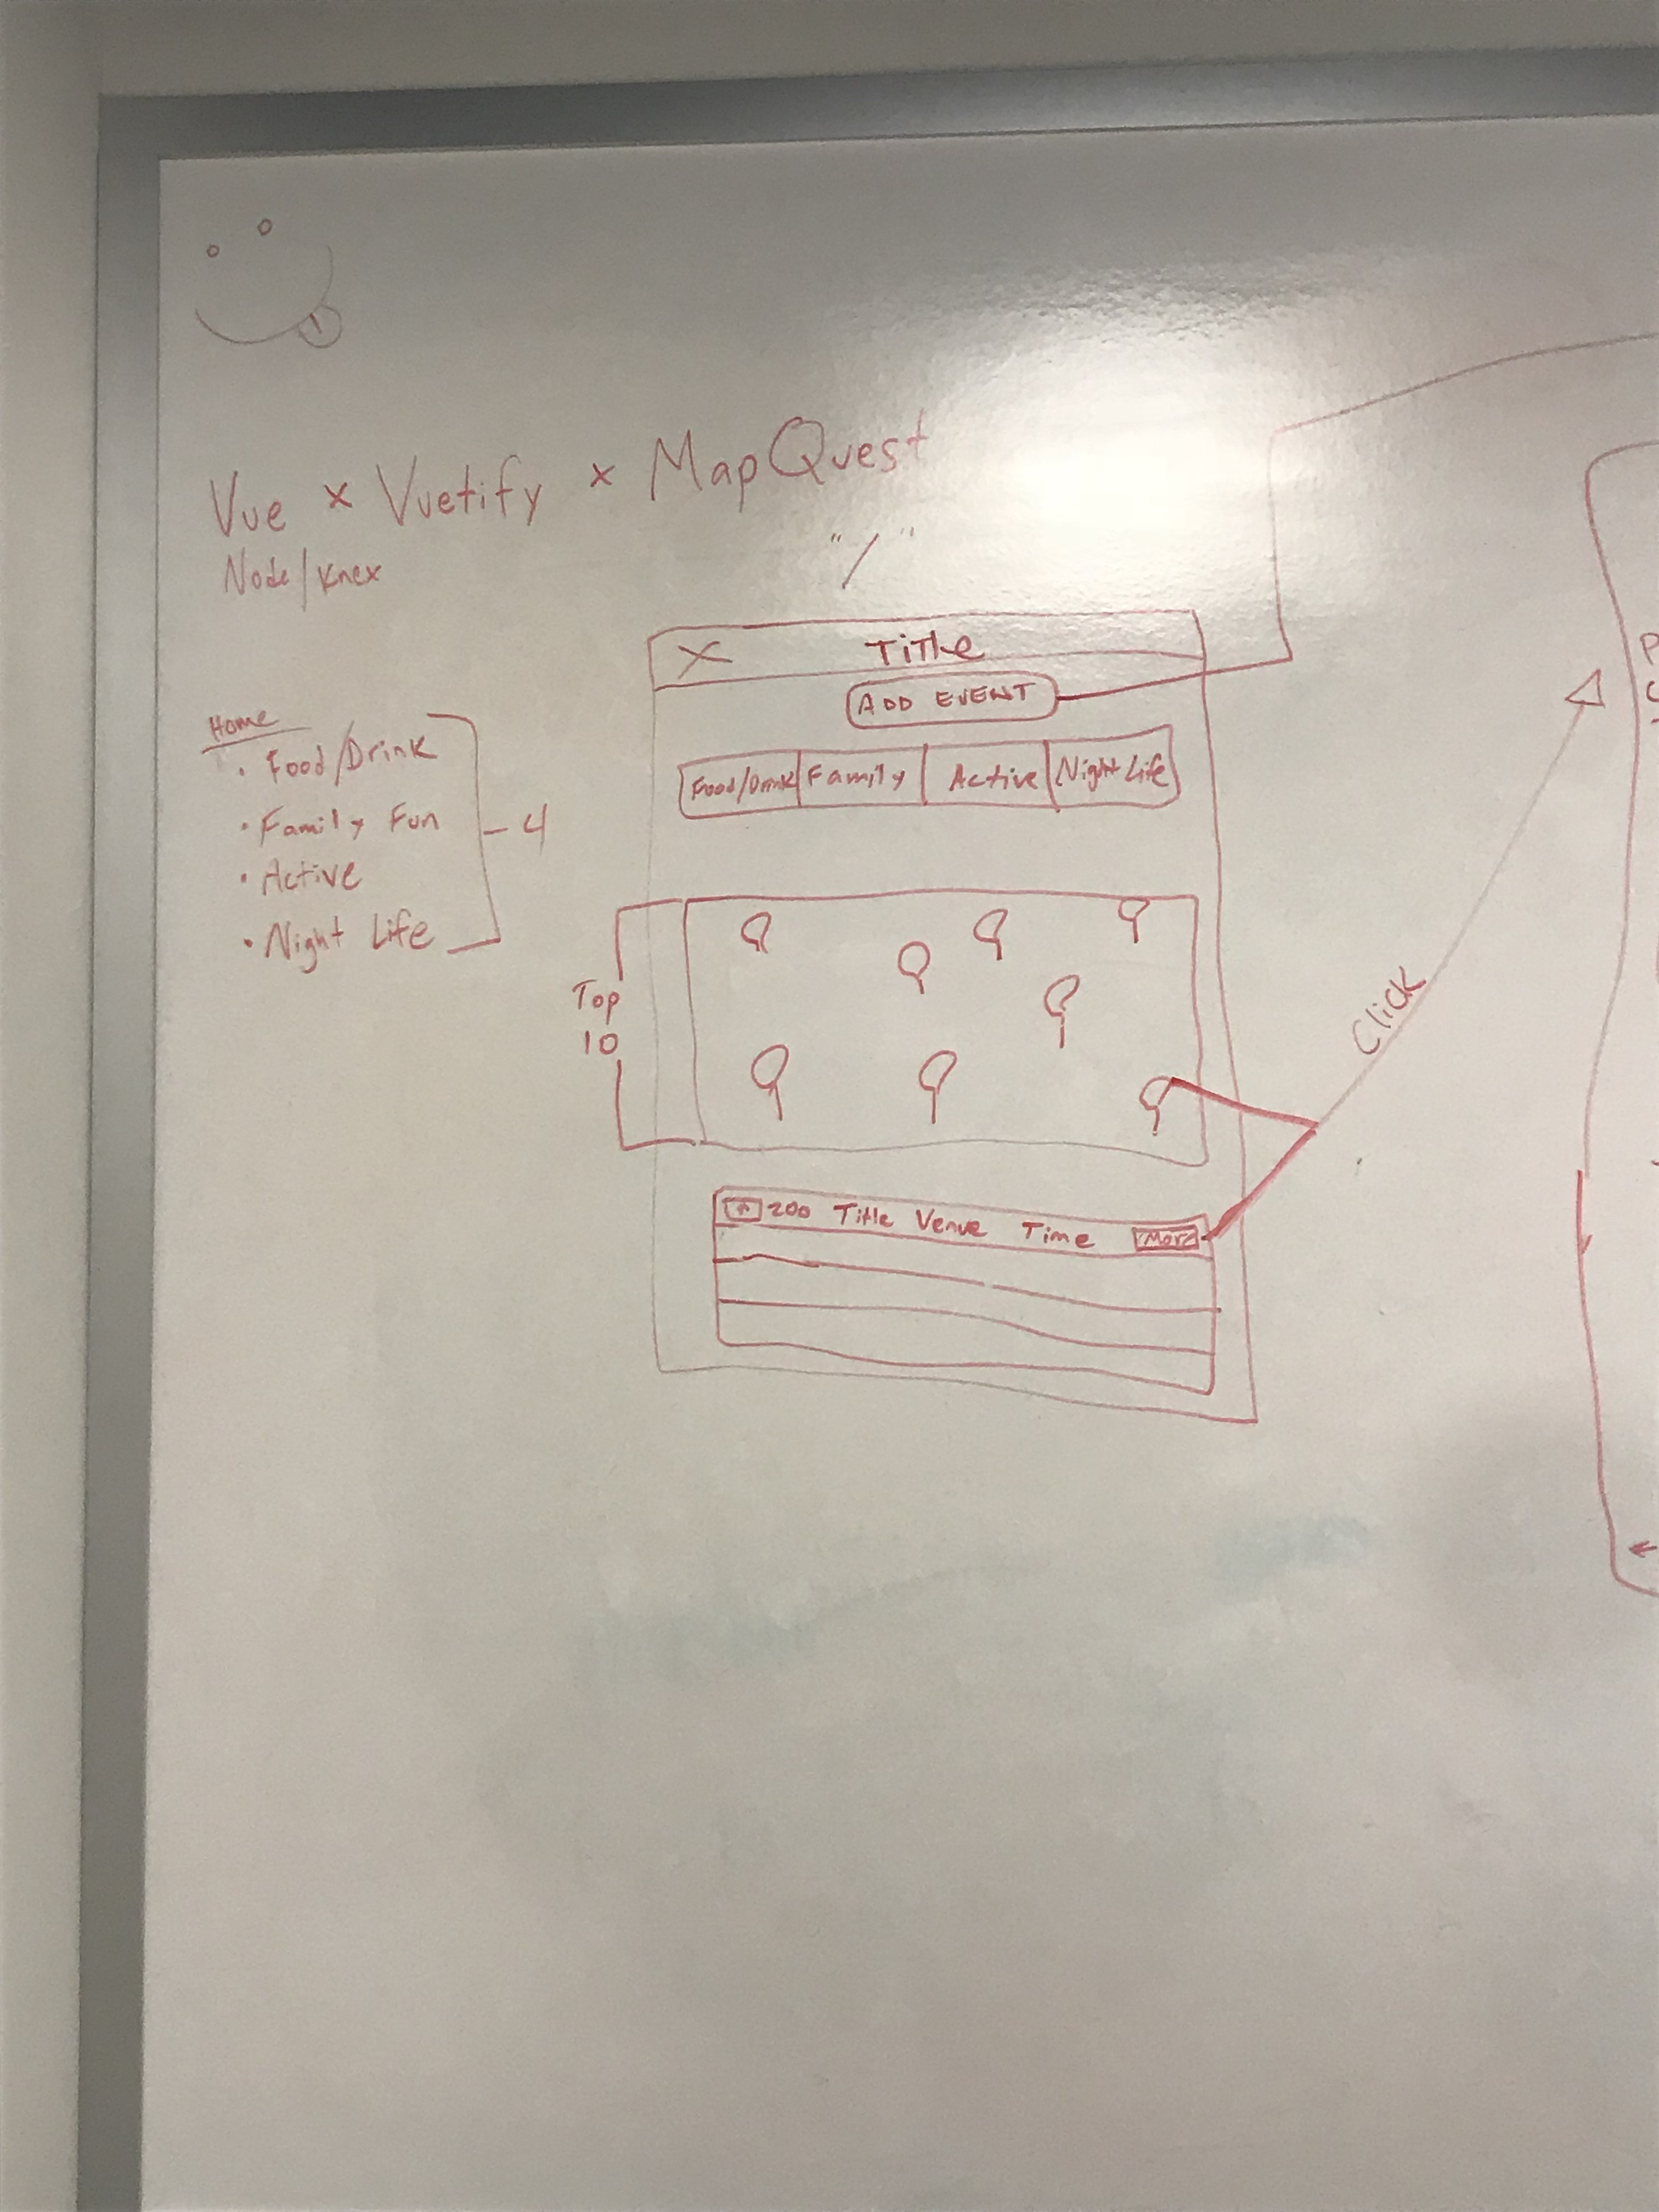 Vue x Vuetify x MapQuest
Node/Knex
"/"
X Title
ADD EVENT
Food/Drink Family Active Night Life
Home
• Food/Drink
• Family Fun
• Active
• Night Life
- 4
Top
10
Click
200 Title Venue Time More